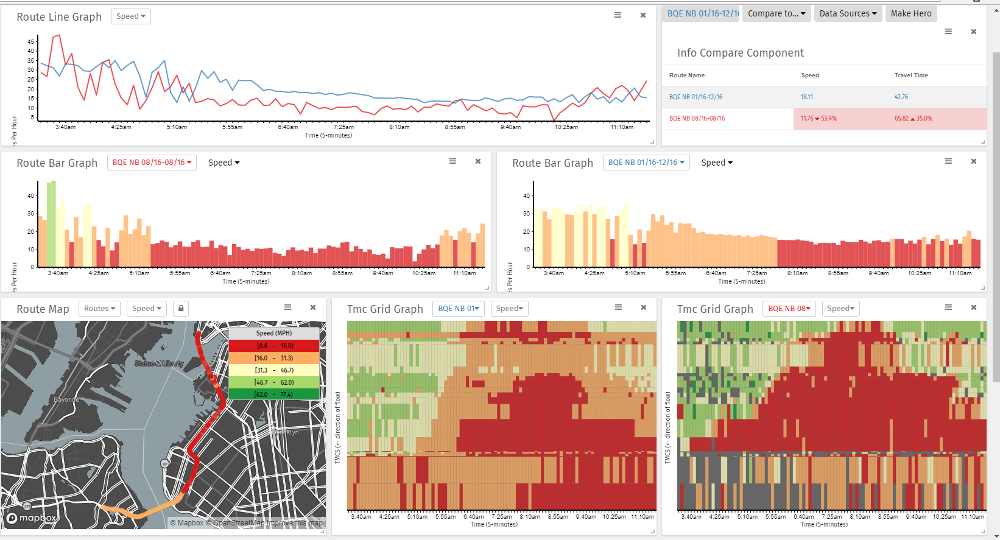 Route Line Graph Speed
45
40
35
30
25
20
15
10
5
es Per Hour
3:40am 4:25am 5:10am 5:55am 6:40am 7:25am 8:10am 8:55am 9:40am 10:25am 11:10am
Time (5-minutes)
BQE NB 01/16-12/1 Compare to... Data Sources Make Hero
Info Compare Component
Route Name Speed Travel Time
BQE NB 01/16-12/16 18.11 42.76
BQE NB 08/16-08/16 11.76 53.9% 65.82 35.0%
Route Bar Graph BQE NB 08/16-08/16 Speed
40
30
20
10
0
es Per Hour
3:40am 4:25am 5:10am 5:55am 6:40am 7:25am 8:10am 8:55am 9:40am 10:25am 11:10am
Time (5-minutes)
Route Bar Graph BQE NB 01/16-12/16 Speed
40
30
20
10
0
es Per Hour
3:40am 4:25am 5:10am 5:55am 6:40am 7:25am 8:10am 8:55am 9:40am 10:25am 11:10am
Time (5-minutes)
Route Map Routes Speed
Speed (MPH)
[0.6 - 16.0)
[16.0 - 31.3)
[31.3 - 46.7)
[46.7 - 62.0)
[62.0 - 77.4)
Statue Liberty
Bayonne
Brooklyn
BP
278
mapbox
© Mapbox © OpenStreetMap Improve this map
Tmc Grid Graph BQE NB 01 Speed
TMCS (<- direction of flow)
3:40am 4:25am 5:10am 5:55am 6:40am 7:25am 8:10am 8:55am 9:40am 10:25am 11:10am
Time (5-minutes)
Tmc Grid Graph BQE NB 08 Speed
TMCS (<- direction of flow)
3:40am 4:25am 5:10am 5:55am 6:40am 7:25am 8:10am 8:55am 9:40am 10:25am 11:10am
Time (5-minutes)